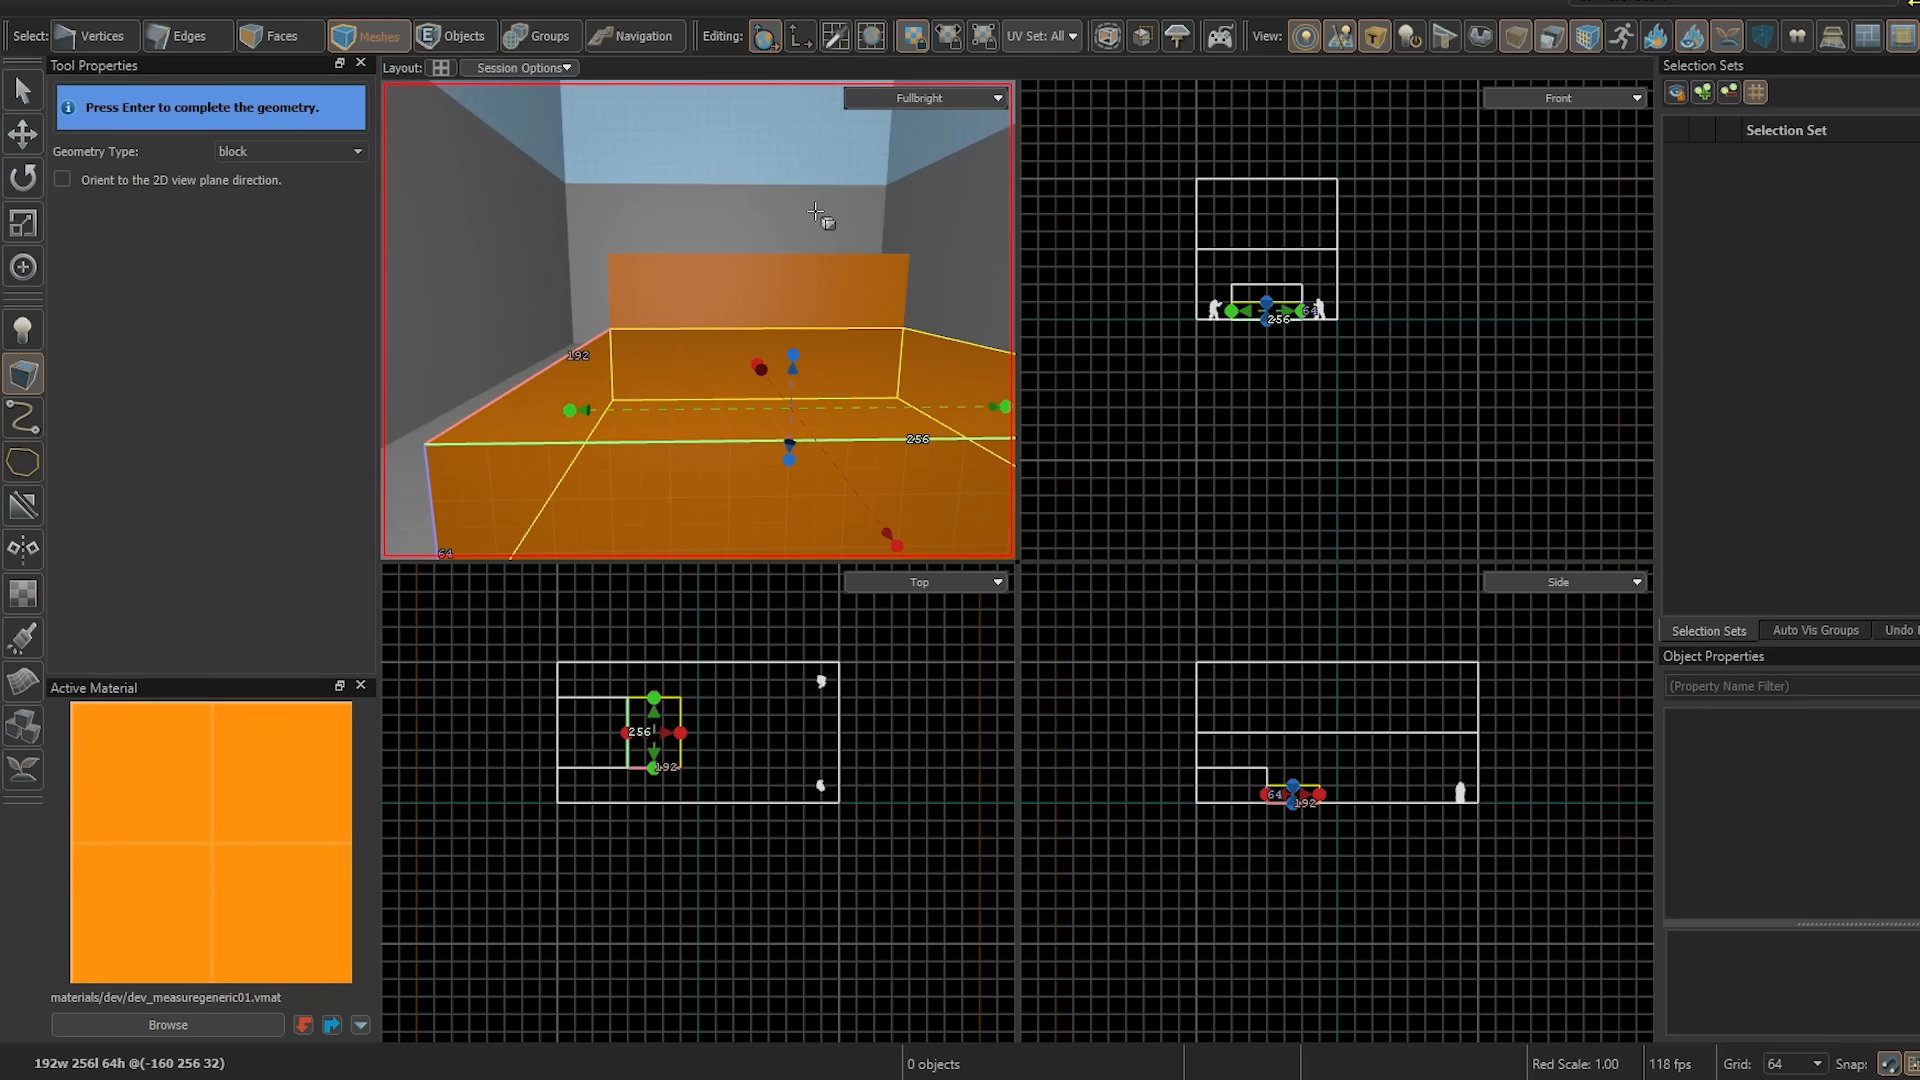 Select: Vertices Edges Faces Meshes Objects Groups Navigation Editing: UV Set: All View:
Tool Properties
Press Enter to complete the geometry.
Geometry Type: block
Orient to the 2D view plane direction.
Layout: Session Options
Fullbright
192
256
64
Front
256
64
Top
256
192
Side
64
192
Selection Sets
Selection Set
Selection Sets Auto Vis Groups Undo
Object Properties
(Property Name Filter)
Active Material
materials/dev/dev_measuregeneric01.vmat
Browse
192w 256l 64h @(-160 256 32) 0 objects Red Scale: 1.00 118 fps Grid: 64 Snap: